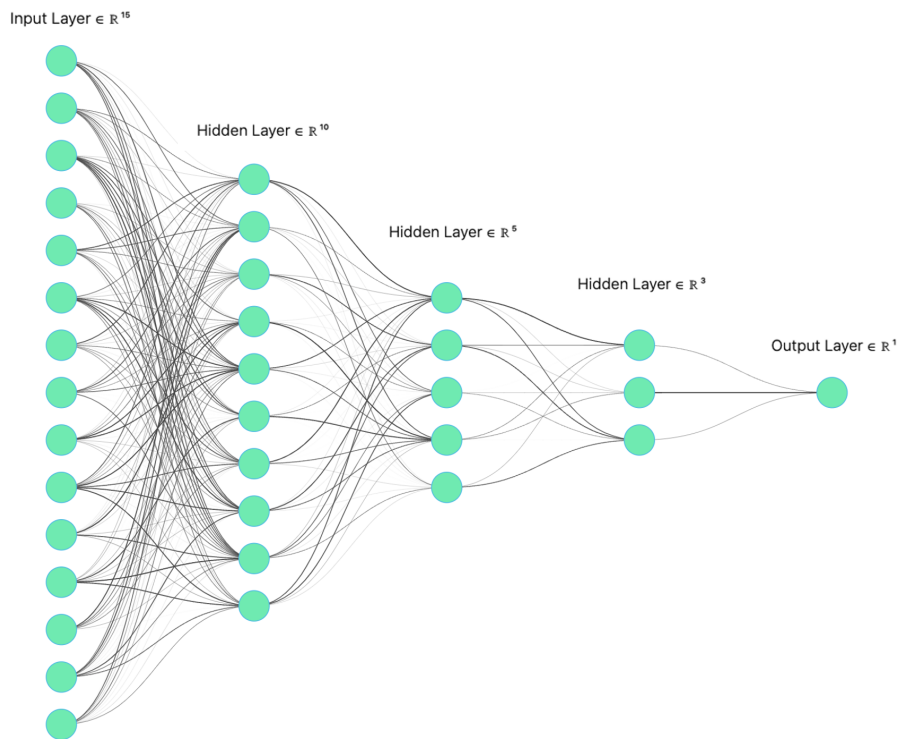 Input Layer ∈ ℝ¹⁵
Hidden Layer ∈ ℝ¹⁰
Hidden Layer ∈ ℝ⁵
Hidden Layer ∈ ℝ³
Output Layer ∈ ℝ¹